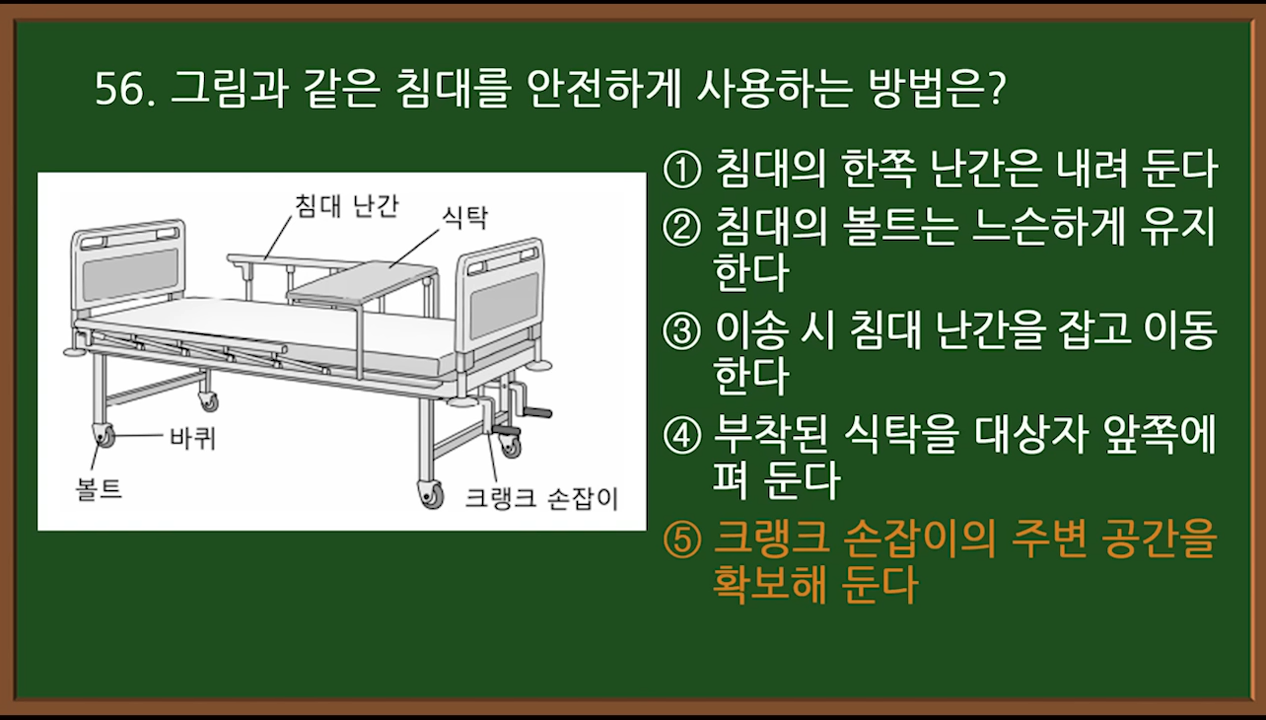 56. 그림과 같은 침대를 안전하게 사용하는 방법은?
침대 난간
식탁
바퀴
볼트
크랭크 손잡이
① 침대의 한쪽 난간은 내려 둔다
② 침대의 볼트는 느슨하게 유지
한다
③ 이송 시 침대 난간을 잡고 이동
한다
④ 부착된 식탁을 대상자 앞쪽에
펴 둔다
⑤ 크랭크 손잡이의 주변 공간을
확보해 둔다